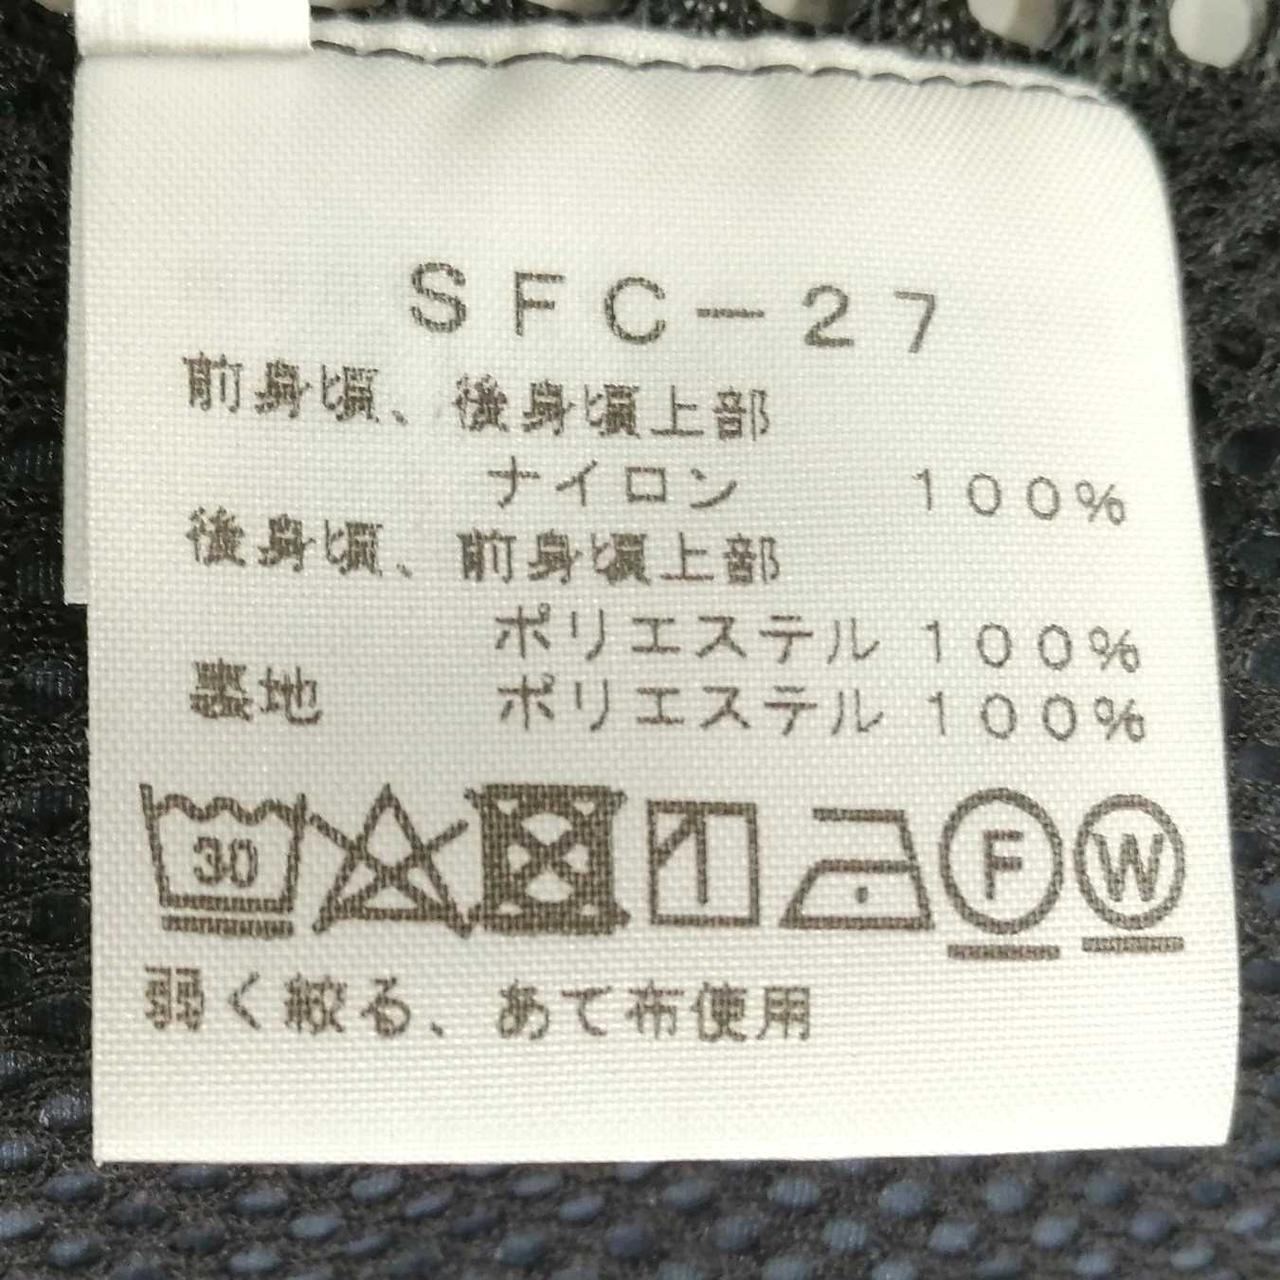 SFC-27
前身頃、後身頃上部
ナイロン 100%
後身頃、前身頃上部
ポリエステル 100%
裏地 ポリエステル 100%
30 F W
弱く絞る、あて布使用